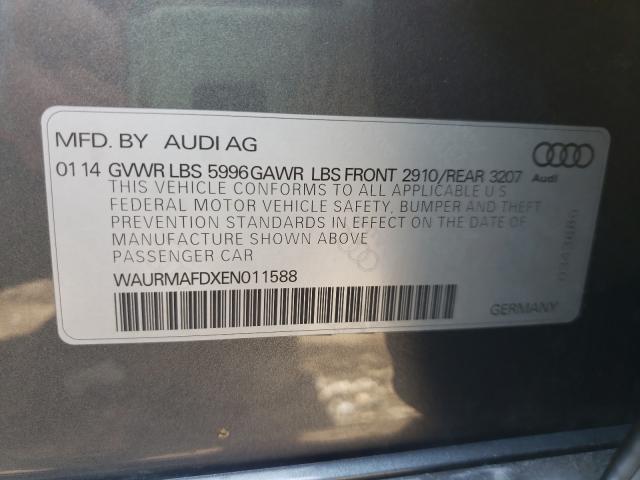 MFD. BY AUDI AG
01 14 GVWR LBS 5996 GAWR LBS FRONT 2910/REAR 3207
Audi
THIS VEHICLE CONFORMS TO ALL APPLICABLE U S
FEDERAL MOTOR VEHICLE SAFETY, BUMPER AND THEFT
PREVENTION STANDARDS IN EFFECT ON THE DATE OF
MANUFACTURE SHOWN ABOVE
PASSENGER CAR
WAURMAFDXEN011588
GERMANY